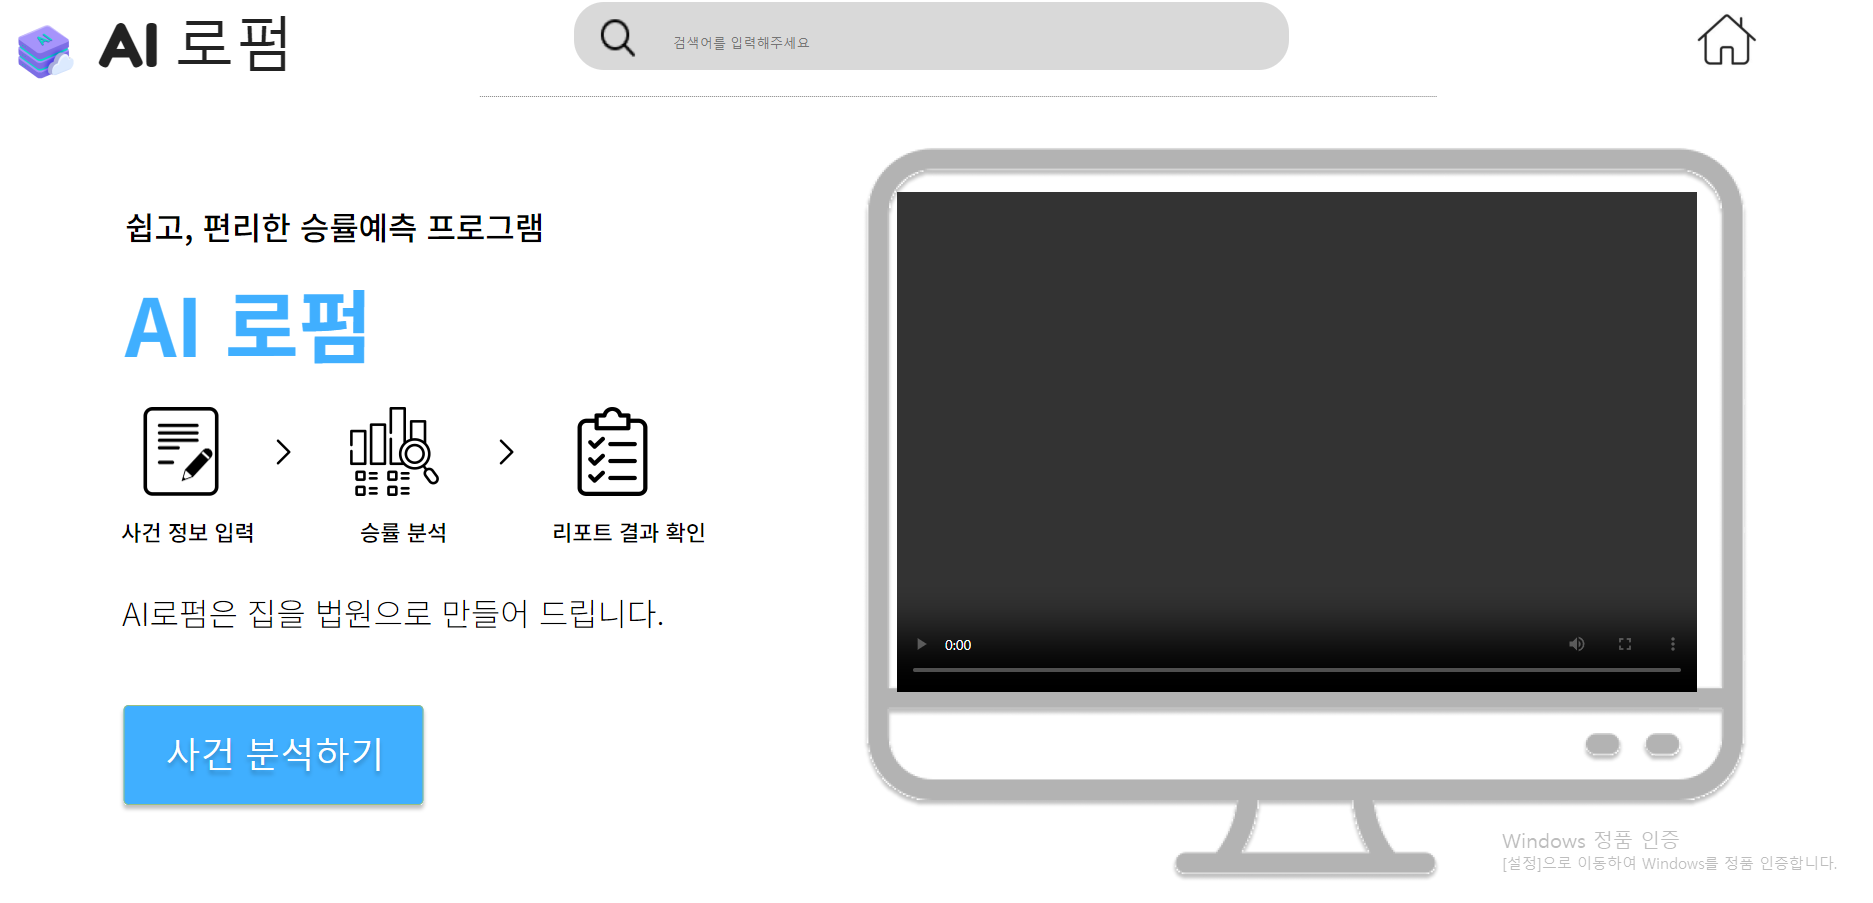 AI 로펌
검색어를 입력해주세요
쉽고, 편리한 승률예측 프로그램
AI 로펌
사건 정보 입력
승률 분석
리포트 결과 확인
AI로펌은 집을 법원으로 만들어 드립니다.
사건 분석하기
0:00
Windows 정품 인증
[설정]으로 이동하여 Windows를 정품 인증합니다.